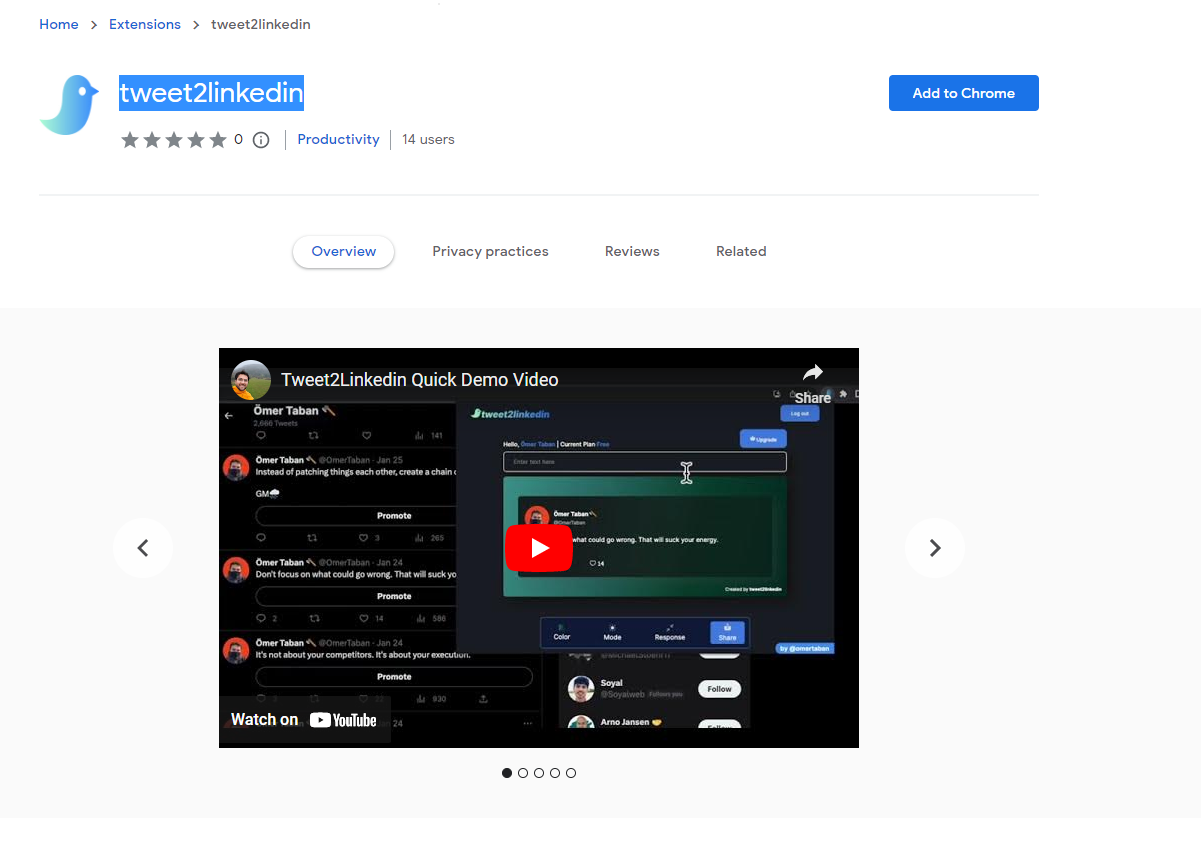 Home > Extensions > tweet2linkedin
tweet2linkedin
Add to Chrome
0 Productivity 14 users
Overview Privacy practices Reviews Related
Tweet2Linkedin Quick Demo Video
Share
Ömer Taban
2,666 Tweets
141
Ömer Taban @OmerTaban · Jan 25
Instead of patching things each other, create a chain
GM
Promote
3 265
Ömer Taban @OmerTaban · Jan 24
Don't focus on what could go wrong. That will suck yo
Promote
2 14 586
Ömer Taban @OmerTaban · Jan 24
It's not about your competitors. It's about your execution.
Promote
930
24
tweet2linkedin
Log out
Upgrade
Hello, Ömer Taban | Current Plan Free
Enter text here
Ömer Taban
@OmerTaban
what could go wrong. That will suck your energy.
14
Created by tweet2linkedin
Color Mode Response Share
by @omertaban
Soyal
@Soyalweb Follows you
Follow
Arno Jansen
Follow
Watch on YouTube